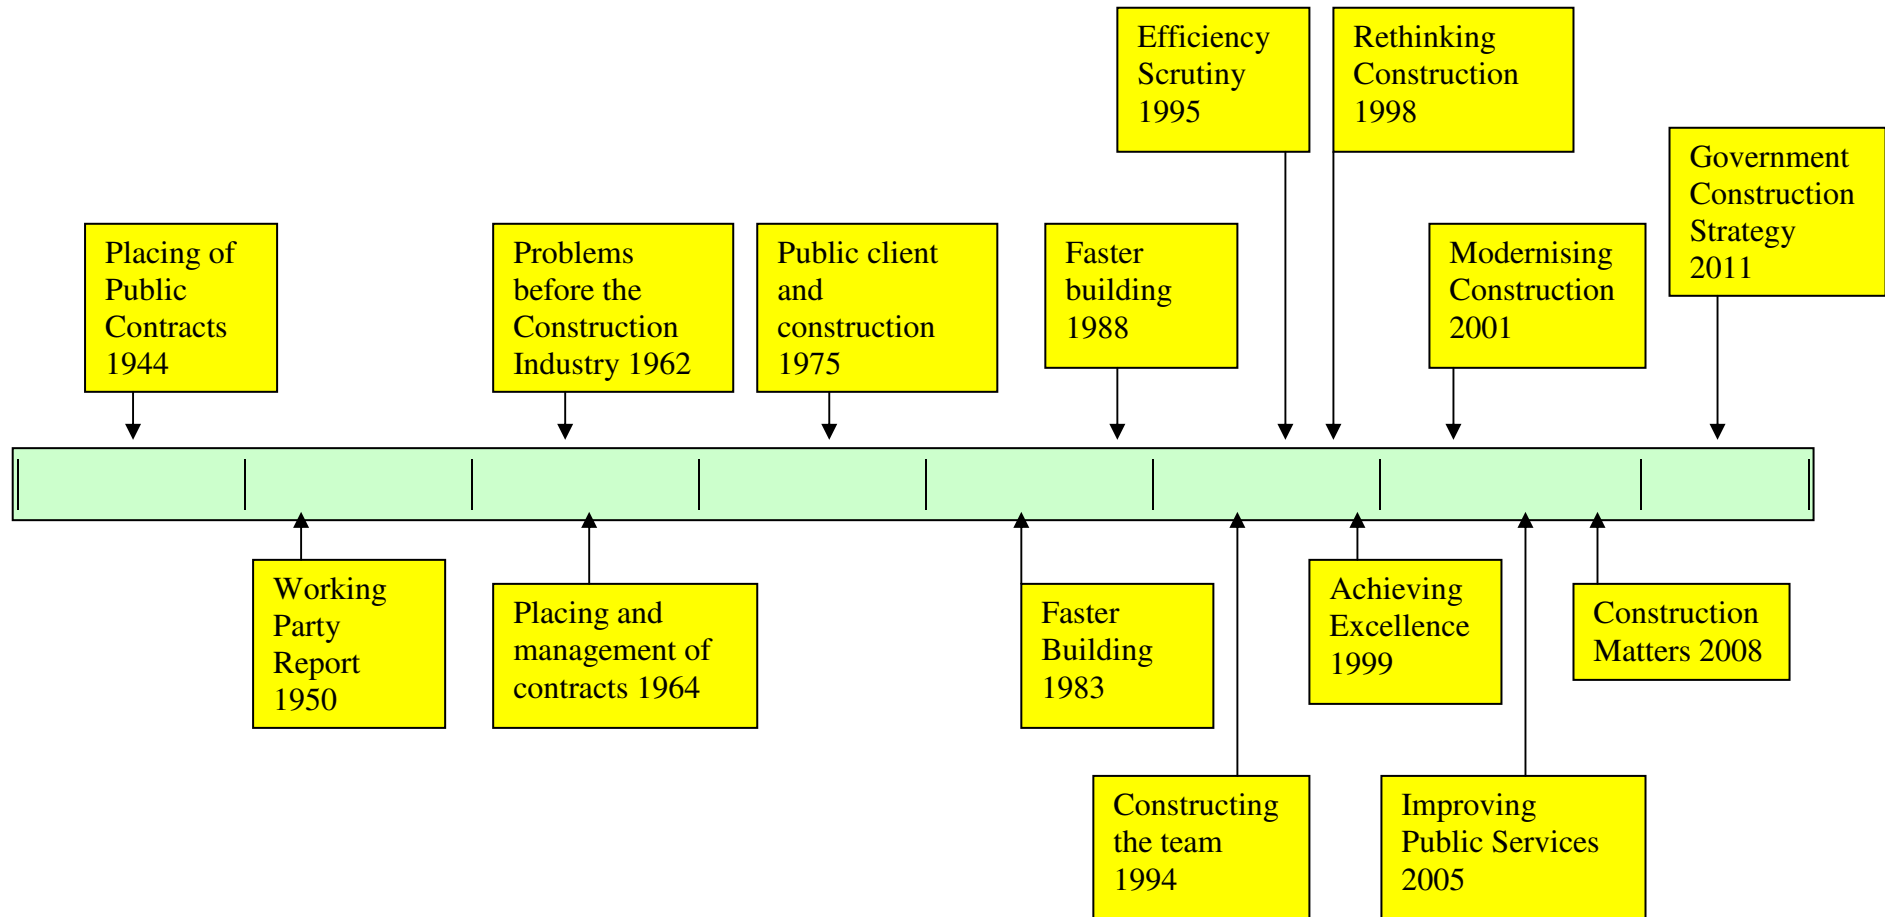 Efficiency
Scrutiny
1995
Rethinking
Construction
1998
Government
Construction
Strategy
2011
Placing of
Public
Contracts
1944
Problems
before the
Construction
Industry 1962
Public client
and
construction
1975
Faster
building
1988
Modernising
Construction
2001
Working
Party
Report
1950
Placing and
management of
contracts 1964
Faster
Building
1983
Achieving
Excellence
1999
Construction
Matters 2008
Constructing
the team
1994
Improving
Public Services
2005